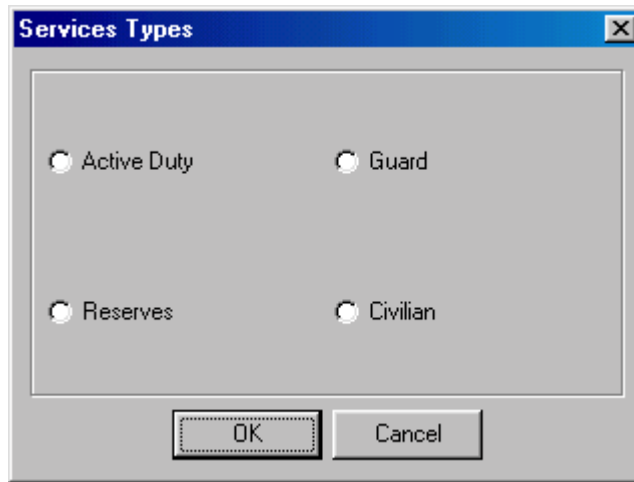 Services Types
Active Duty Guard
Reserves Civilian
OK Cancel